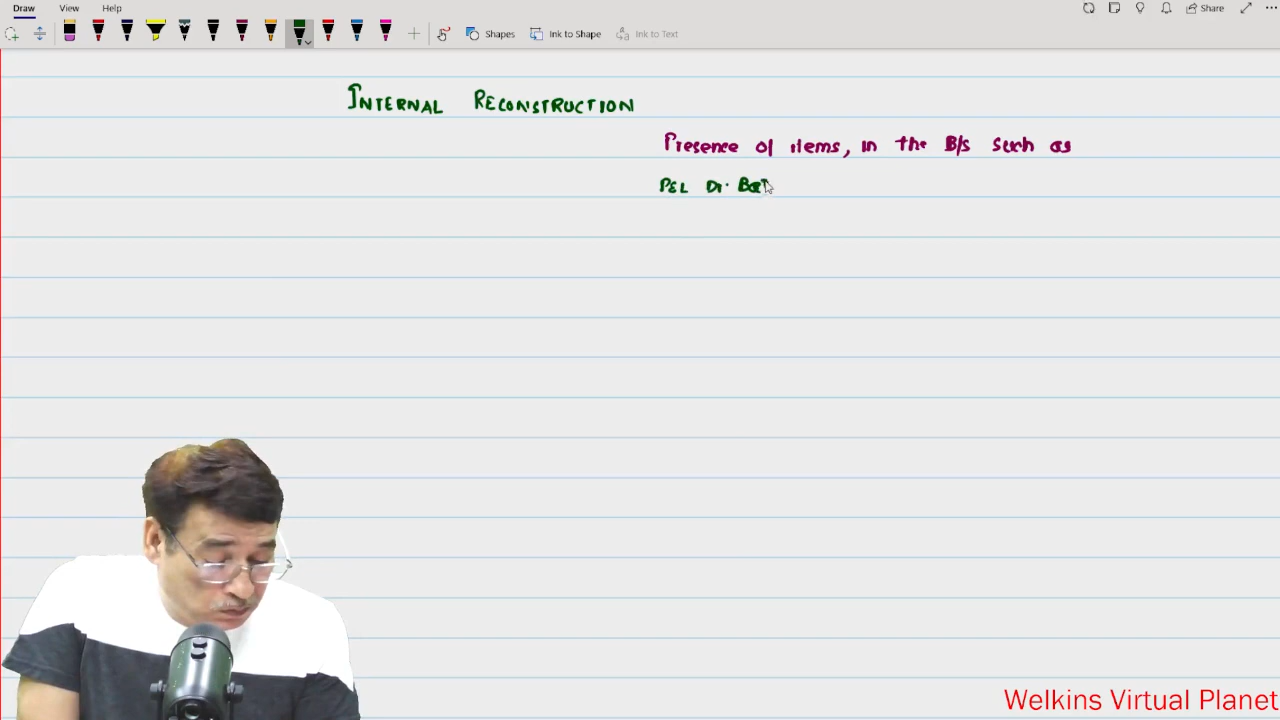 Draw View Help
Share
Shapes Ink to Shape Ink to Text
INTERNAL RECONSTRUCTION
Presence of items, in the B/s such as
P&L Dr. Bal
Welkins Virtual Planet